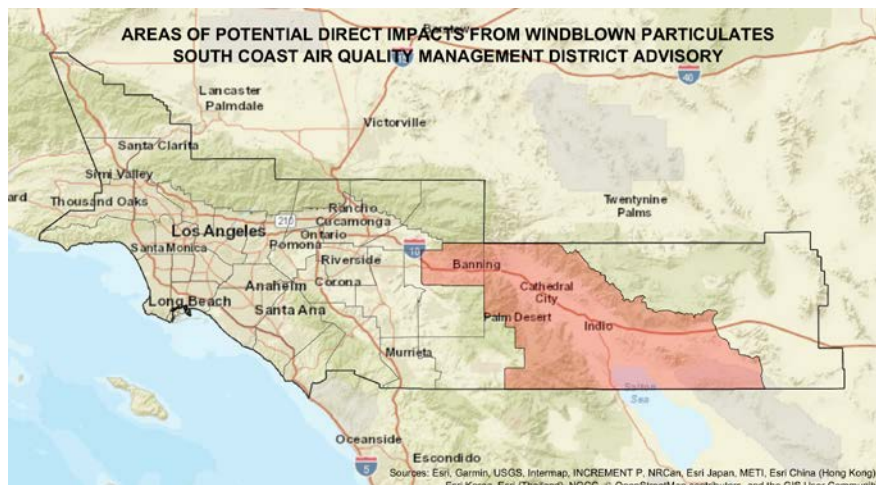 AREAS OF POTENTIAL DIRECT IMPACTS FROM WINDBLOWN PARTICULATES
SOUTH COAST AIR QUALITY MANAGEMENT DISTRICT ADVISORY
15
40
Lancaster
Palmdale
Victorville
Santa Clarita
Simi Valley
Thousand Oaks
Twentynine
Palms
Rancho
Cucamonga
210
Los Angeles
Ontario
Pomona
Santa Monica
Riverside
10
Banning
Anaheim
Corona
Cathedral
City
Long Beach
Santa Ana
Palm Desert
Indio
Murrieta
Salton
Sea
Oceanside
Escondido
5
Sources: Esri, Garmin, USGS, Intermap, INCREMENT P, NRCan, Esri Japan, METI, Esri China (Hong Kong)